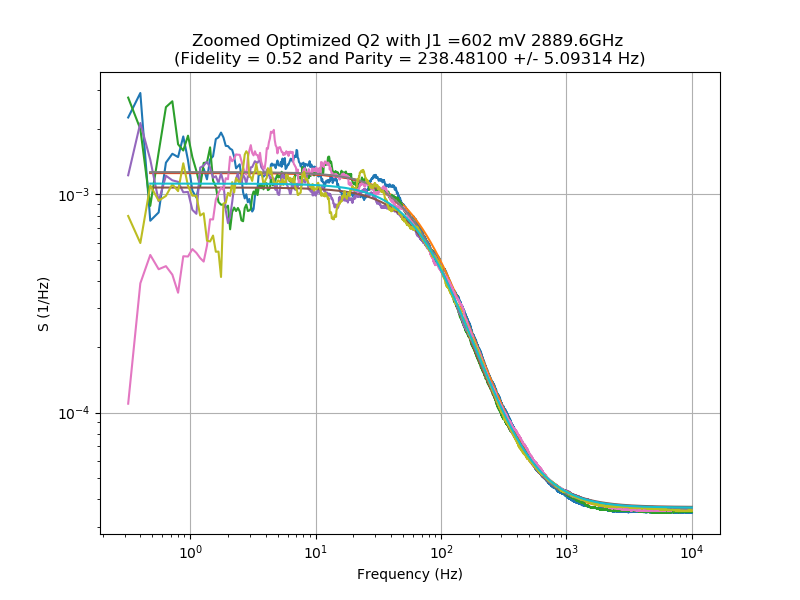 Zoomed Optimized Q2 with J1 =602 mV 2889.6GHz
(Fidelity = 0.52 and Parity = 238.48100 +/- 5.09314 Hz)
S (1/Hz)
10⁻³
10⁻⁴
10⁰ 10¹ 10² 10³ 10⁴
Frequency (Hz)